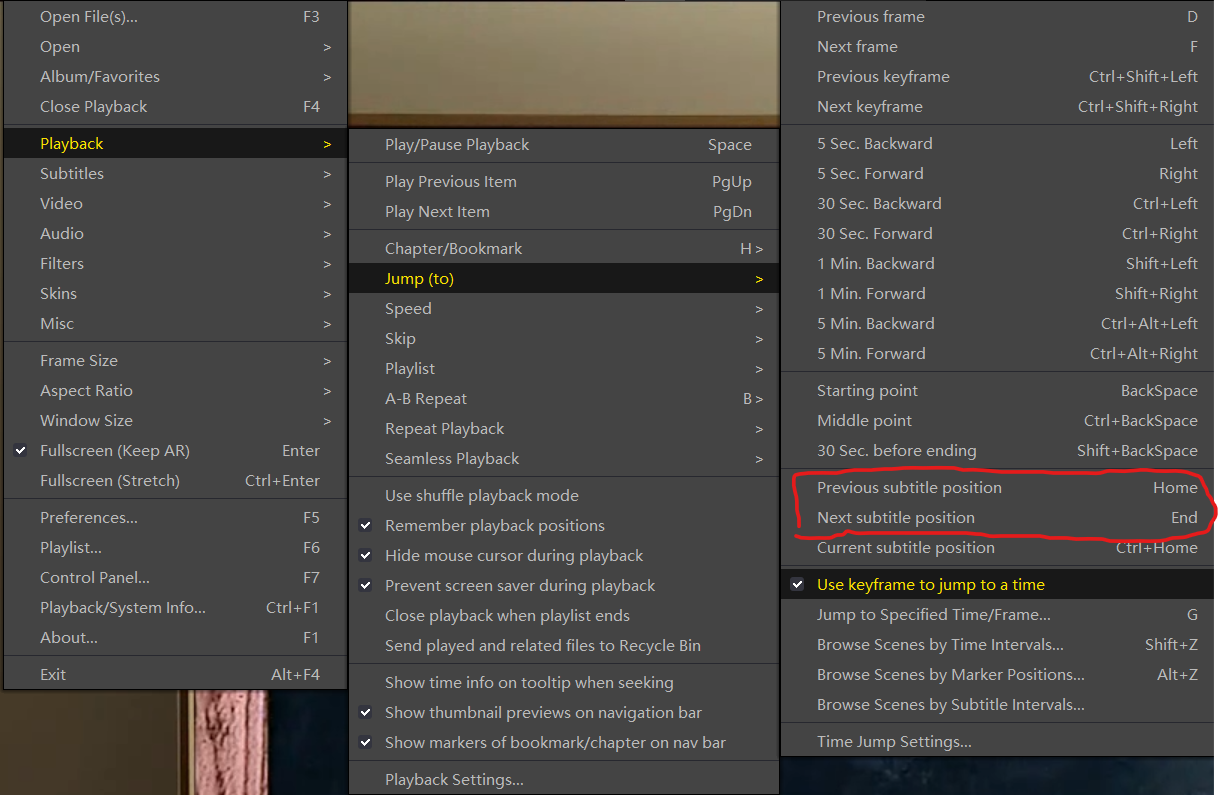 Open File(s)... F3
Open >
Album/Favorites >
Close Playback F4
Playback >
Subtitles >
Video >
Audio >
Filters >
Skins >
Misc >
Frame Size >
Aspect Ratio >
Window Size >
Fullscreen (Keep AR) Enter
Fullscreen (Stretch) Ctrl+Enter
Preferences... F5
Playlist... F6
Control Panel... F7
Playback/System Info... Ctrl+F1
About... F1
Exit Alt+F4
Play/Pause Playback Space
Play Previous Item PgUp
Play Next Item PgDn
Chapter/Bookmark H >
Jump (to) >
Speed >
Skip >
Playlist >
A-B Repeat B >
Repeat Playback >
Seamless Playback >
Use shuffle playback mode
Remember playback positions
Hide mouse cursor during playback
Prevent screen saver during playback
Close playback when playlist ends
Send played and related files to Recycle Bin
Show time info on tooltip when seeking
Show thumbnail previews on navigation bar
Show markers of bookmark/chapter on nav bar
Playback Settings...
Previous frame D
Next frame F
Previous keyframe Ctrl+Shift+Left
Next keyframe Ctrl+Shift+Right
5 Sec. Backward Left
5 Sec. Forward Right
30 Sec. Backward Ctrl+Left
30 Sec. Forward Ctrl+Right
1 Min. Backward Shift+Left
1 Min. Forward Shift+Right
5 Min. Backward Ctrl+Alt+Left
5 Min. Forward Ctrl+Alt+Right
Starting point BackSpace
Middle point Ctrl+BackSpace
30 Sec. before ending Shift+BackSpace
Previous subtitle position Home
Next subtitle position End
Current subtitle position Ctrl+Home
Use keyframe to jump to a time
Jump to Specified Time/Frame... G
Browse Scenes by Time Intervals... Shift+Z
Browse Scenes by Marker Positions... Alt+Z
Browse Scenes by Subtitle Intervals...
Time Jump Settings...